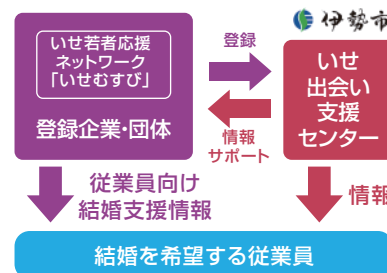 伊勢市
いせ若者応援
ネットワーク
「いせむすび」
登録企業・団体
登録
情報
サポート
いせ
出会い
支援
センター
従業員向け
結婚支援情報
情報
結婚を希望する従業員